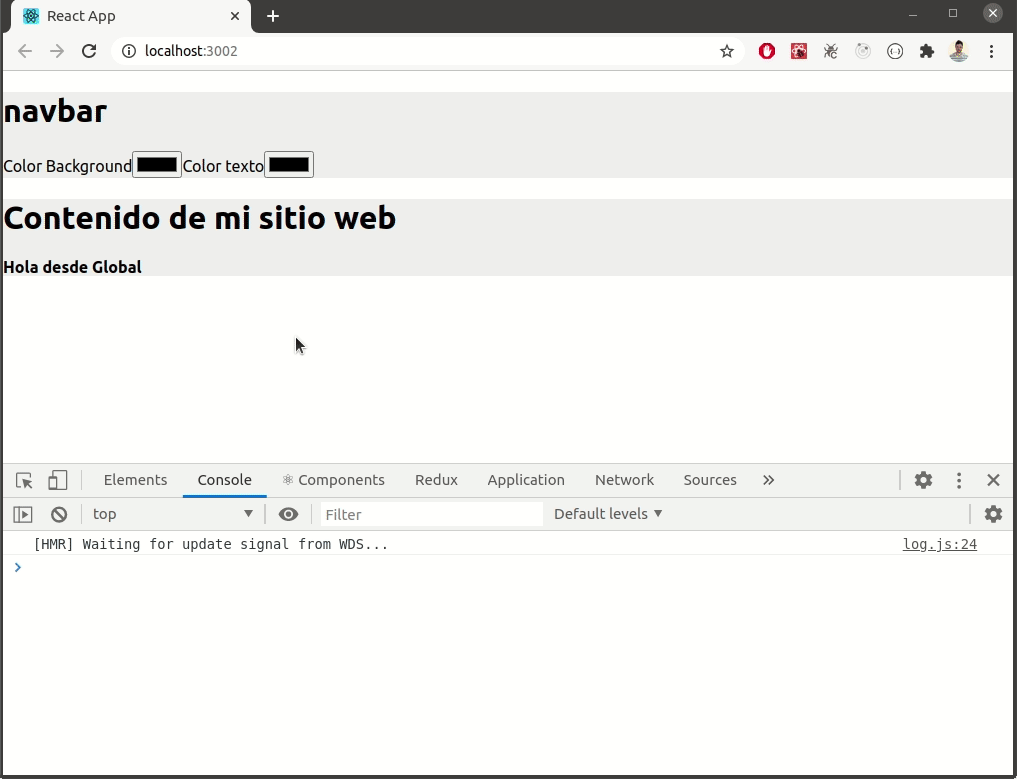 React App
localhost:3002
navbar
Color Background Color texto
Contenido de mi sitio web
Hola desde Global
Elements Console Components Redux Application Network Sources
top Filter Default levels
[HMR] Waiting for update signal from WDS... log.js:24